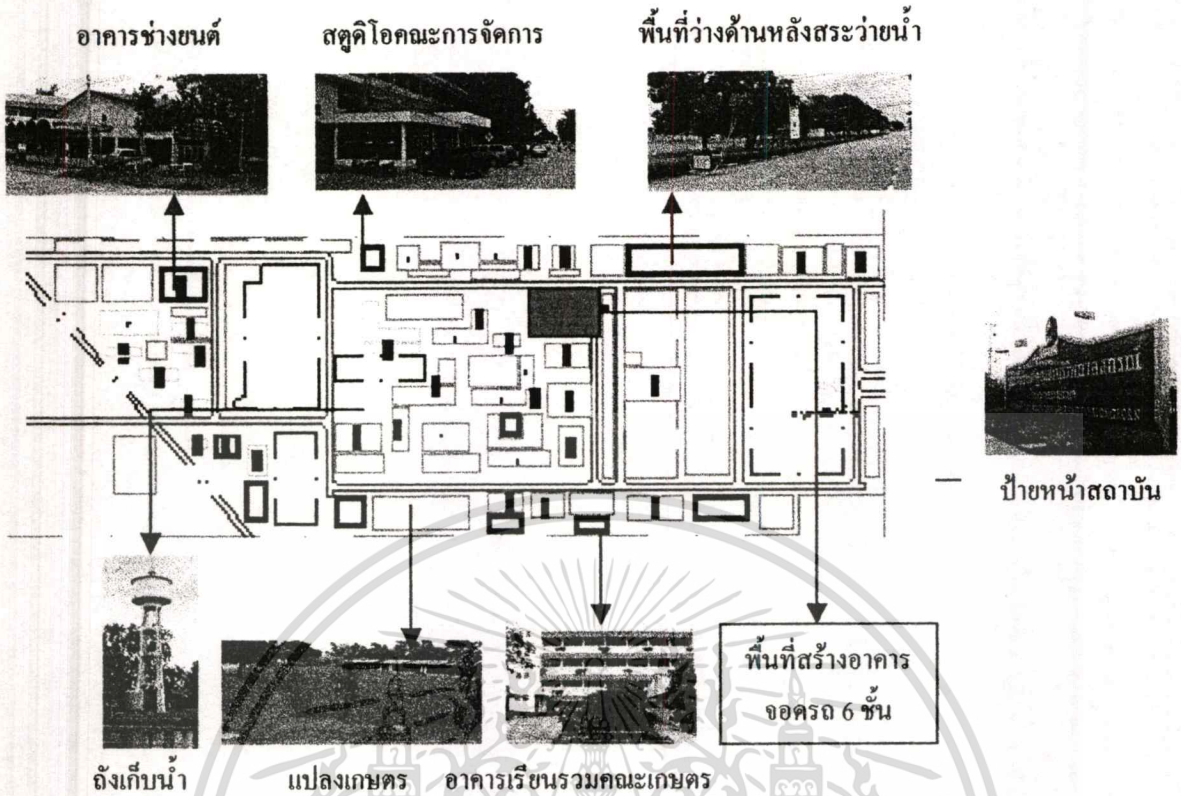 อาคารช่างยนต์
สตูดิโอคณะการจัดการ
พื้นที่ว่างด้านหลังสระว่ายน้ำ
ป้ายหน้าสถาบัน
พื้นที่สร้างอาคาร
จอดรถ 6 ชั้น
ถังเก็บน้ำ
แปลงเกษตร
อาคารเรียนรวมคณะเกษตร